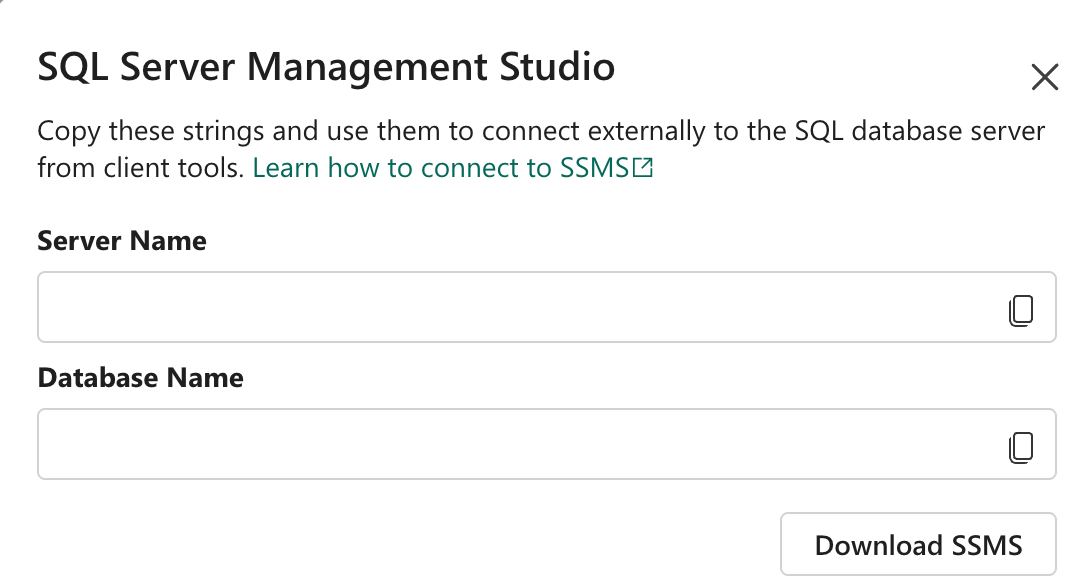 SQL Server Management Studio
Copy these strings and use them to connect externally to the SQL database server
from client tools. Learn how to connect to SSMS
Server Name
Database Name
Download SSMS